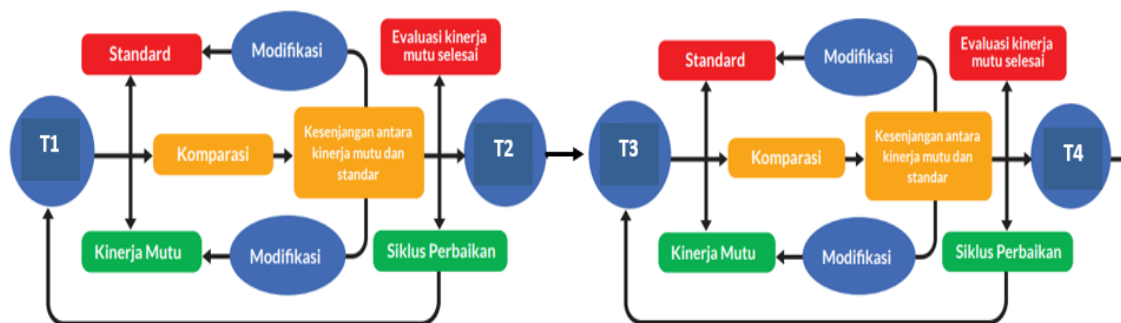 T1
Standard
Modifikasi
Evaluasi kinerja
mutu selesai
Komparasi
Kesenjangan antara
kinerja mutu dan
standar
T2
Kinerja Mutu
Modifikasi
Siklus Perbaikan
T3
Standard
Modifikasi
Evaluasi kinerja
mutu selesai
Komparasi
Kesenjangan antara
kinerja mutu dan
standar
T4
Kinerja Mutu
Modifikasi
Siklus Perbaikan